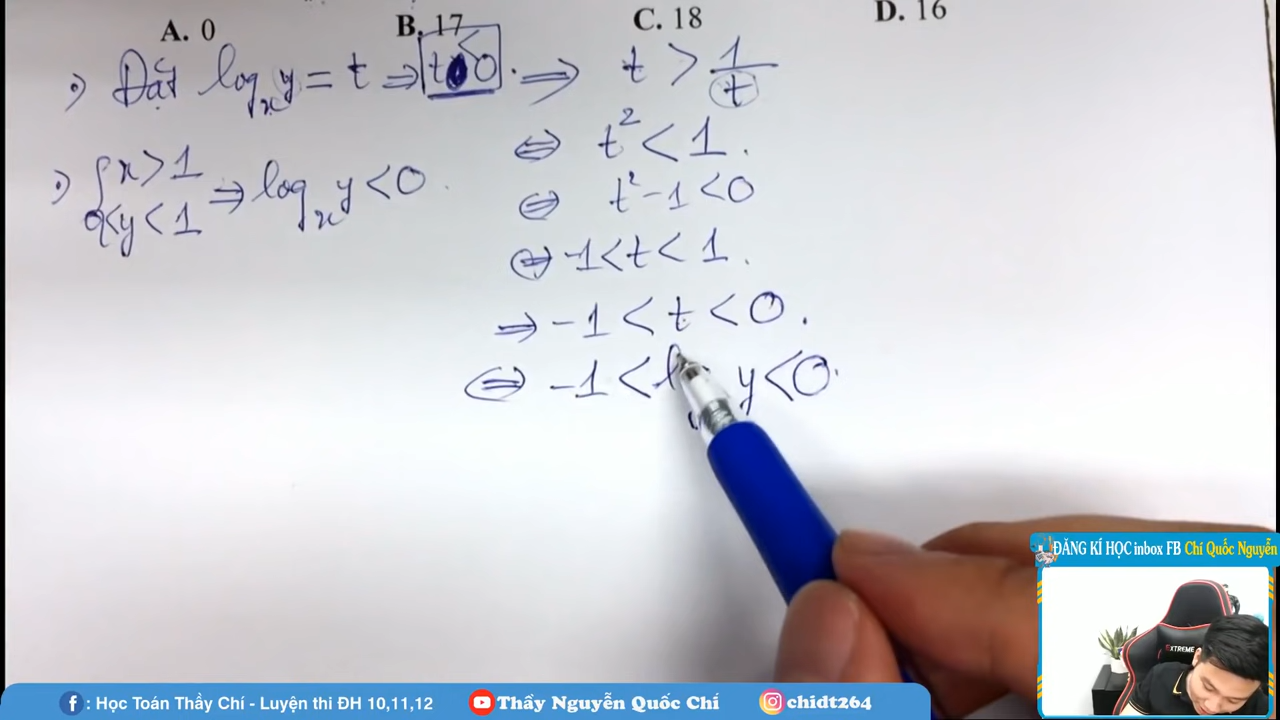 A. 0 B. 17 C. 18 D. 16
•) Đặt logₓy = t ⇒ t < 0. ⇒ t > 1/t
⇔ t² < 1.
•) { x > 1 0 < y < 1 ⇒ logₓy < 0.
⇔ t² - 1 < 0
⇔ -1 < t < 1.
⇒ -1 < t < 0.
⇔ -1 < l y < 0.
ĐĂNG KÍ HỌC inbox FB Chí Quốc Nguyễn
EXTREME
f : Học Toán Thầy Chí - Luyện thi ĐH 10,11,12 Thầy Nguyễn Quốc Chí chidt264